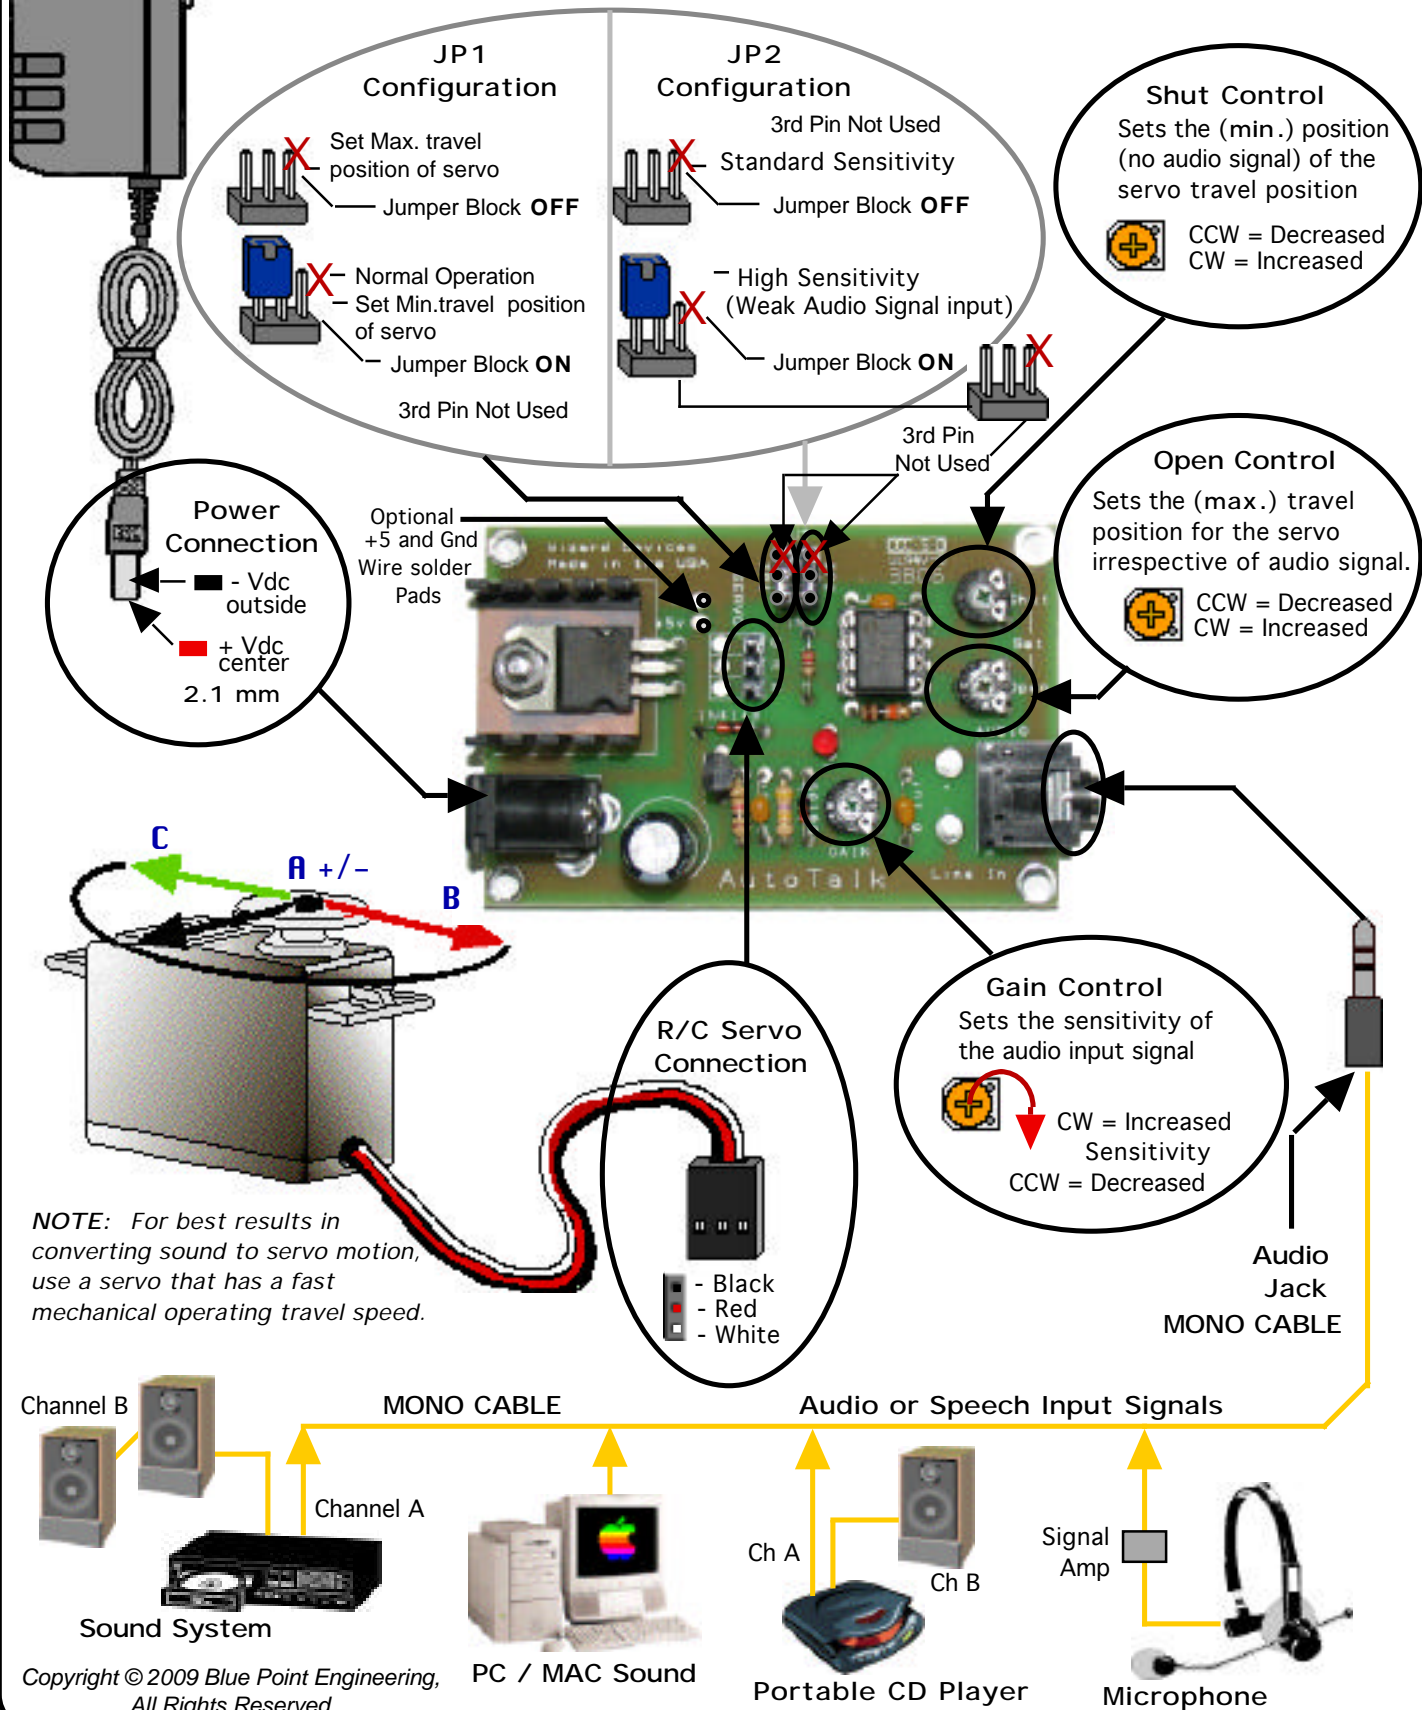 JP1
Configuration
Set Max. travel
position of servo
Jumper Block OFF
Normal Operation
Set Min.travel position
of servo
Jumper Block ON
3rd Pin Not Used
JP2
Configuration
3rd Pin Not Used
Standard Sensitivity
Jumper Block OFF
High Sensitivity
(Weak Audio Signal input)
Jumper Block ON
3rd Pin
Not Used
Shut Control
Sets the (min.) position
(no audio signal) of the
servo travel position
CCW = Decreased
CW = Increased
Open Control
Sets the (max.) travel
position for the servo
irrespective of audio signal.
CCW = Decreased
CW = Increased
Power
Connection
- Vdc
outside
+ Vdc
center
2.1 mm
Optional
+5 and Gnd
Wire solder
Pads
Wizard Devices
Made in the USA
SERVO
+5v
GAIN
AutoTalk
Line In
C
A +/-
B
R/C Servo
Connection
- Black
- Red
- White
Gain Control
Sets the sensitivity of
the audio input signal
CW = Increased
Sensitivity
CCW = Decreased
Audio
Jack
MONO CABLE
NOTE: For best results in
converting sound to servo motion,
use a servo that has a fast
mechanical operating travel speed.
MONO CABLE
Audio or Speech Input Signals
Channel B
Channel A
Sound System
PC / MAC Sound
Ch A
Ch B
Portable CD Player
Signal
Amp
Microphone
Copyright © 2009 Blue Point Engineering,
All Rights Reserved